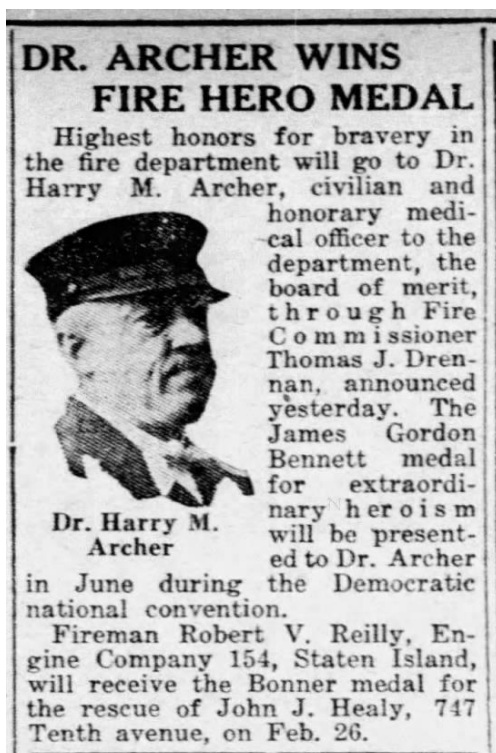 DR. ARCHER WINS
FIRE HERO MEDAL
Highest honors for bravery in
the fire department will go to Dr.
Harry M. Archer, civilian and
honorary medi-
cal officer to the
department, the
board of merit,
through Fire
Commissioner
Thomas J. Dren-
nan, announced
yesterday. The
James Gordon
Bennett medal
for extraordi-
nary heroism
will be present-
ed to Dr. Archer
Dr. Harry M.
Archer
in June during the Democratic
national convention.
Fireman Robert V. Reilly, En-
gine Company 154, Staten Island,
will receive the Bonner medal for
the rescue of John J. Healy, 747
Tenth avenue, on Feb. 26.